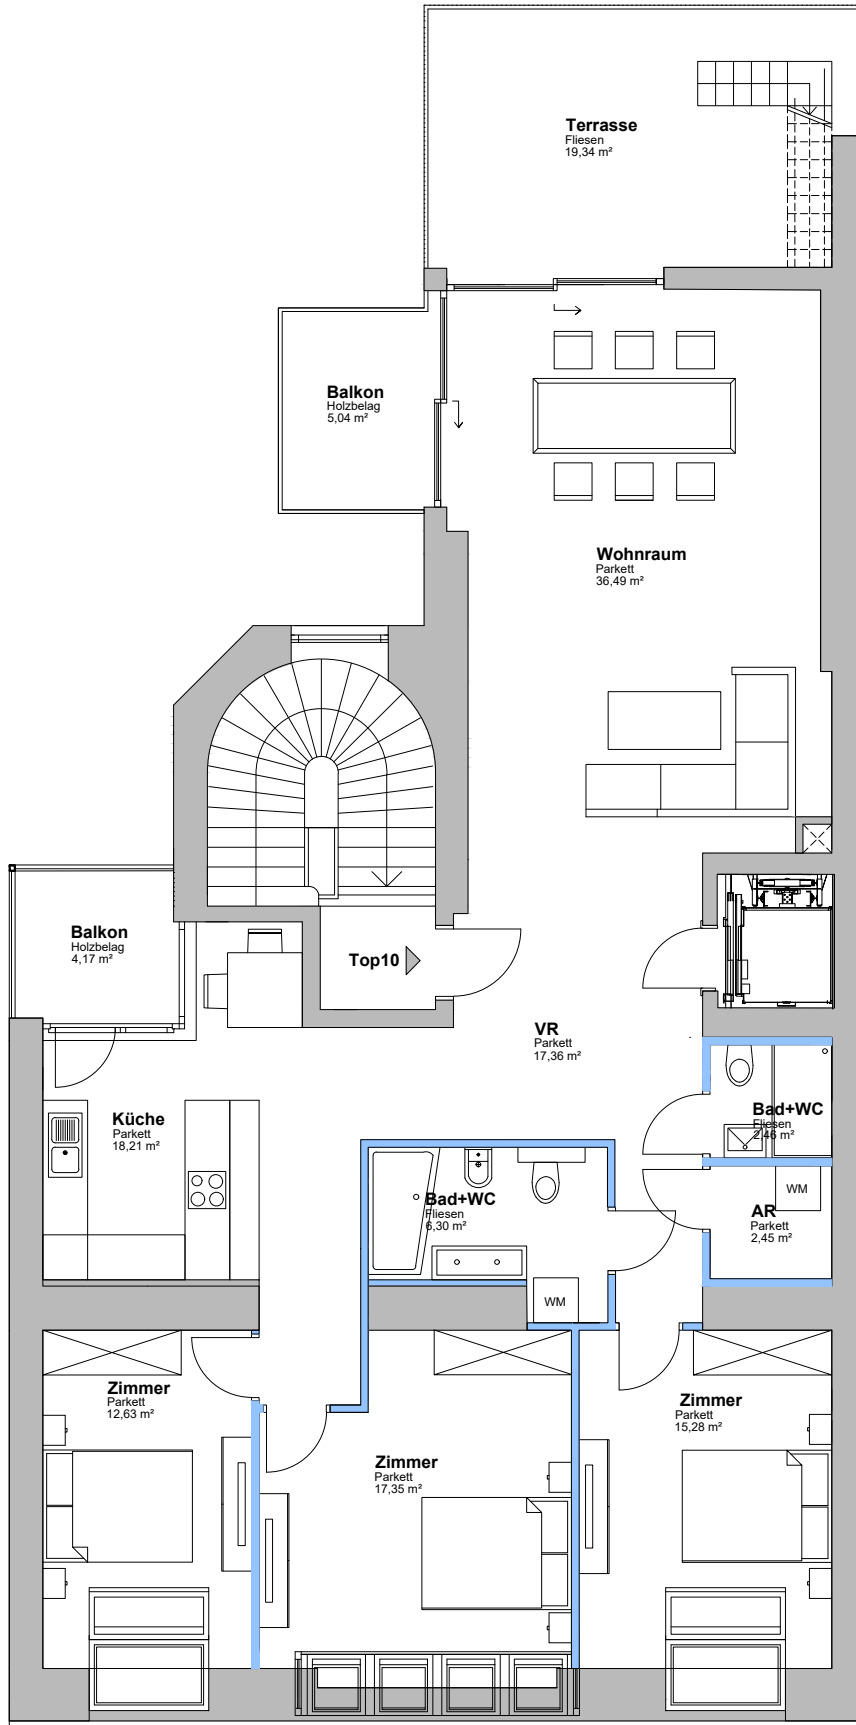 Terrasse
Fliesen
19,34 m²
Balkon
Holzbelag
5,04 m²
Wohnraum
Parkett
36,49 m²
Balkon
Holzbelag
4,17 m²
Top10
VR
Parkett
17,36 m²
Küche
Parkett
18,21 m²
Bad+WC
Fliesen
2,46 m²
Bad+WC
Fliesen
6,30 m²
WM
AR
Parkett
2,45 m²
WM
Zimmer
Parkett
12,63 m²
Zimmer
Parkett
17,35 m²
Zimmer
Parkett
15,28 m²